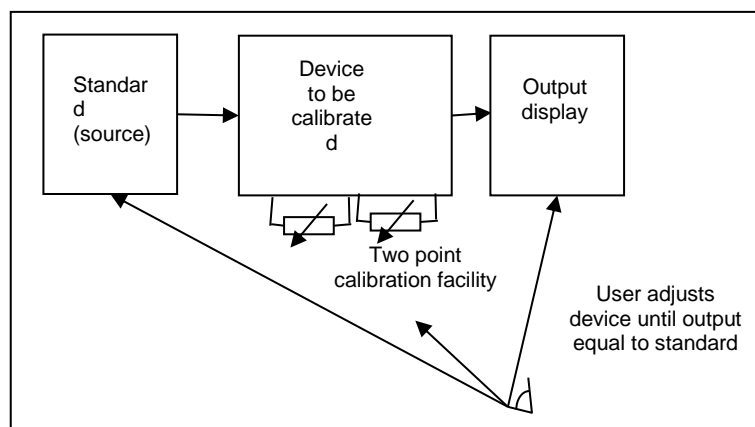 Standar
d
(source)
Device
to be
calibrate
d
Output
display
Two point
calibration facility
User adjusts
device until output
equal to standard